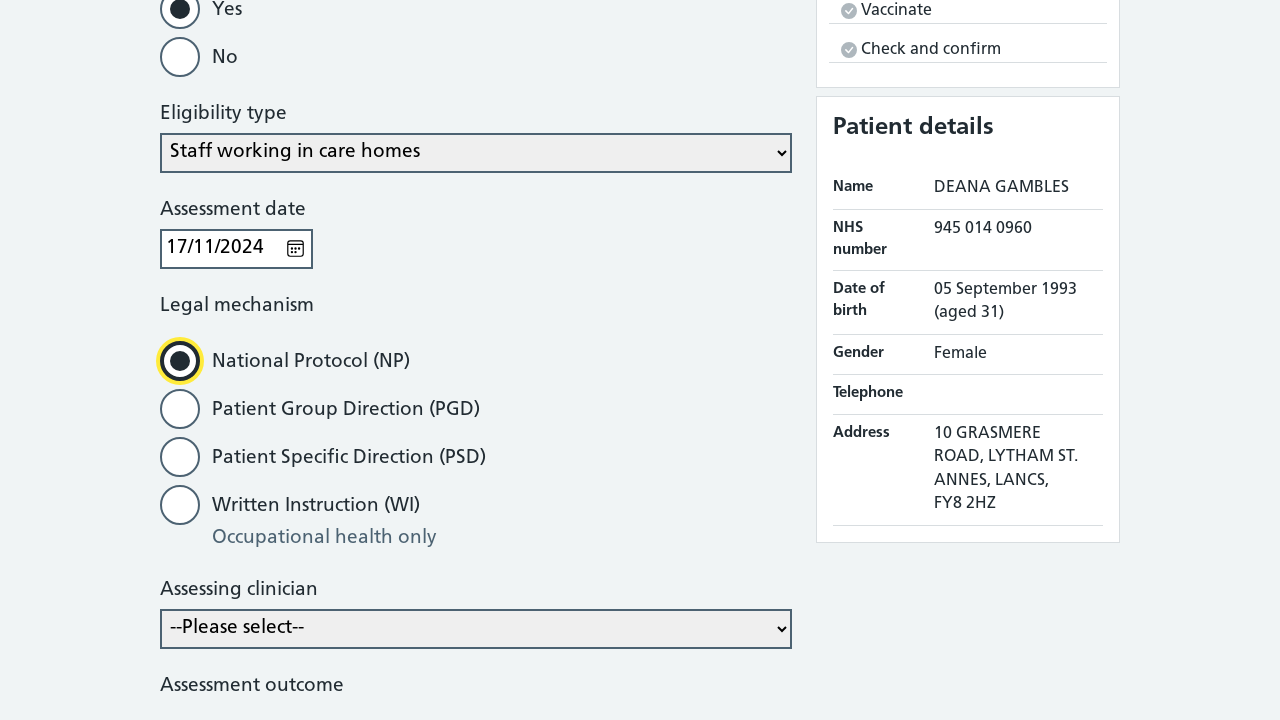 Yes
No
Eligibility type
Staff working in care homes
Assessment date
17/11/2024
Legal mechanism
National Protocol (NP)
Patient Group Direction (PGD)
Patient Specific Direction (PSD)
Written Instruction (WI)
Occupational health only
Assessing clinician
--Please select--
Assessment outcome
Vaccinate
Check and confirm
Patient details
Name DEANA GAMBLES
NHS 945 014 0960
number
Date of 05 September 1993
birth (aged 31)
Gender Female
Telephone
Address 10 GRASMERE
ROAD, LYTHAM ST.
ANNES, LANCS,
FY8 2HZ